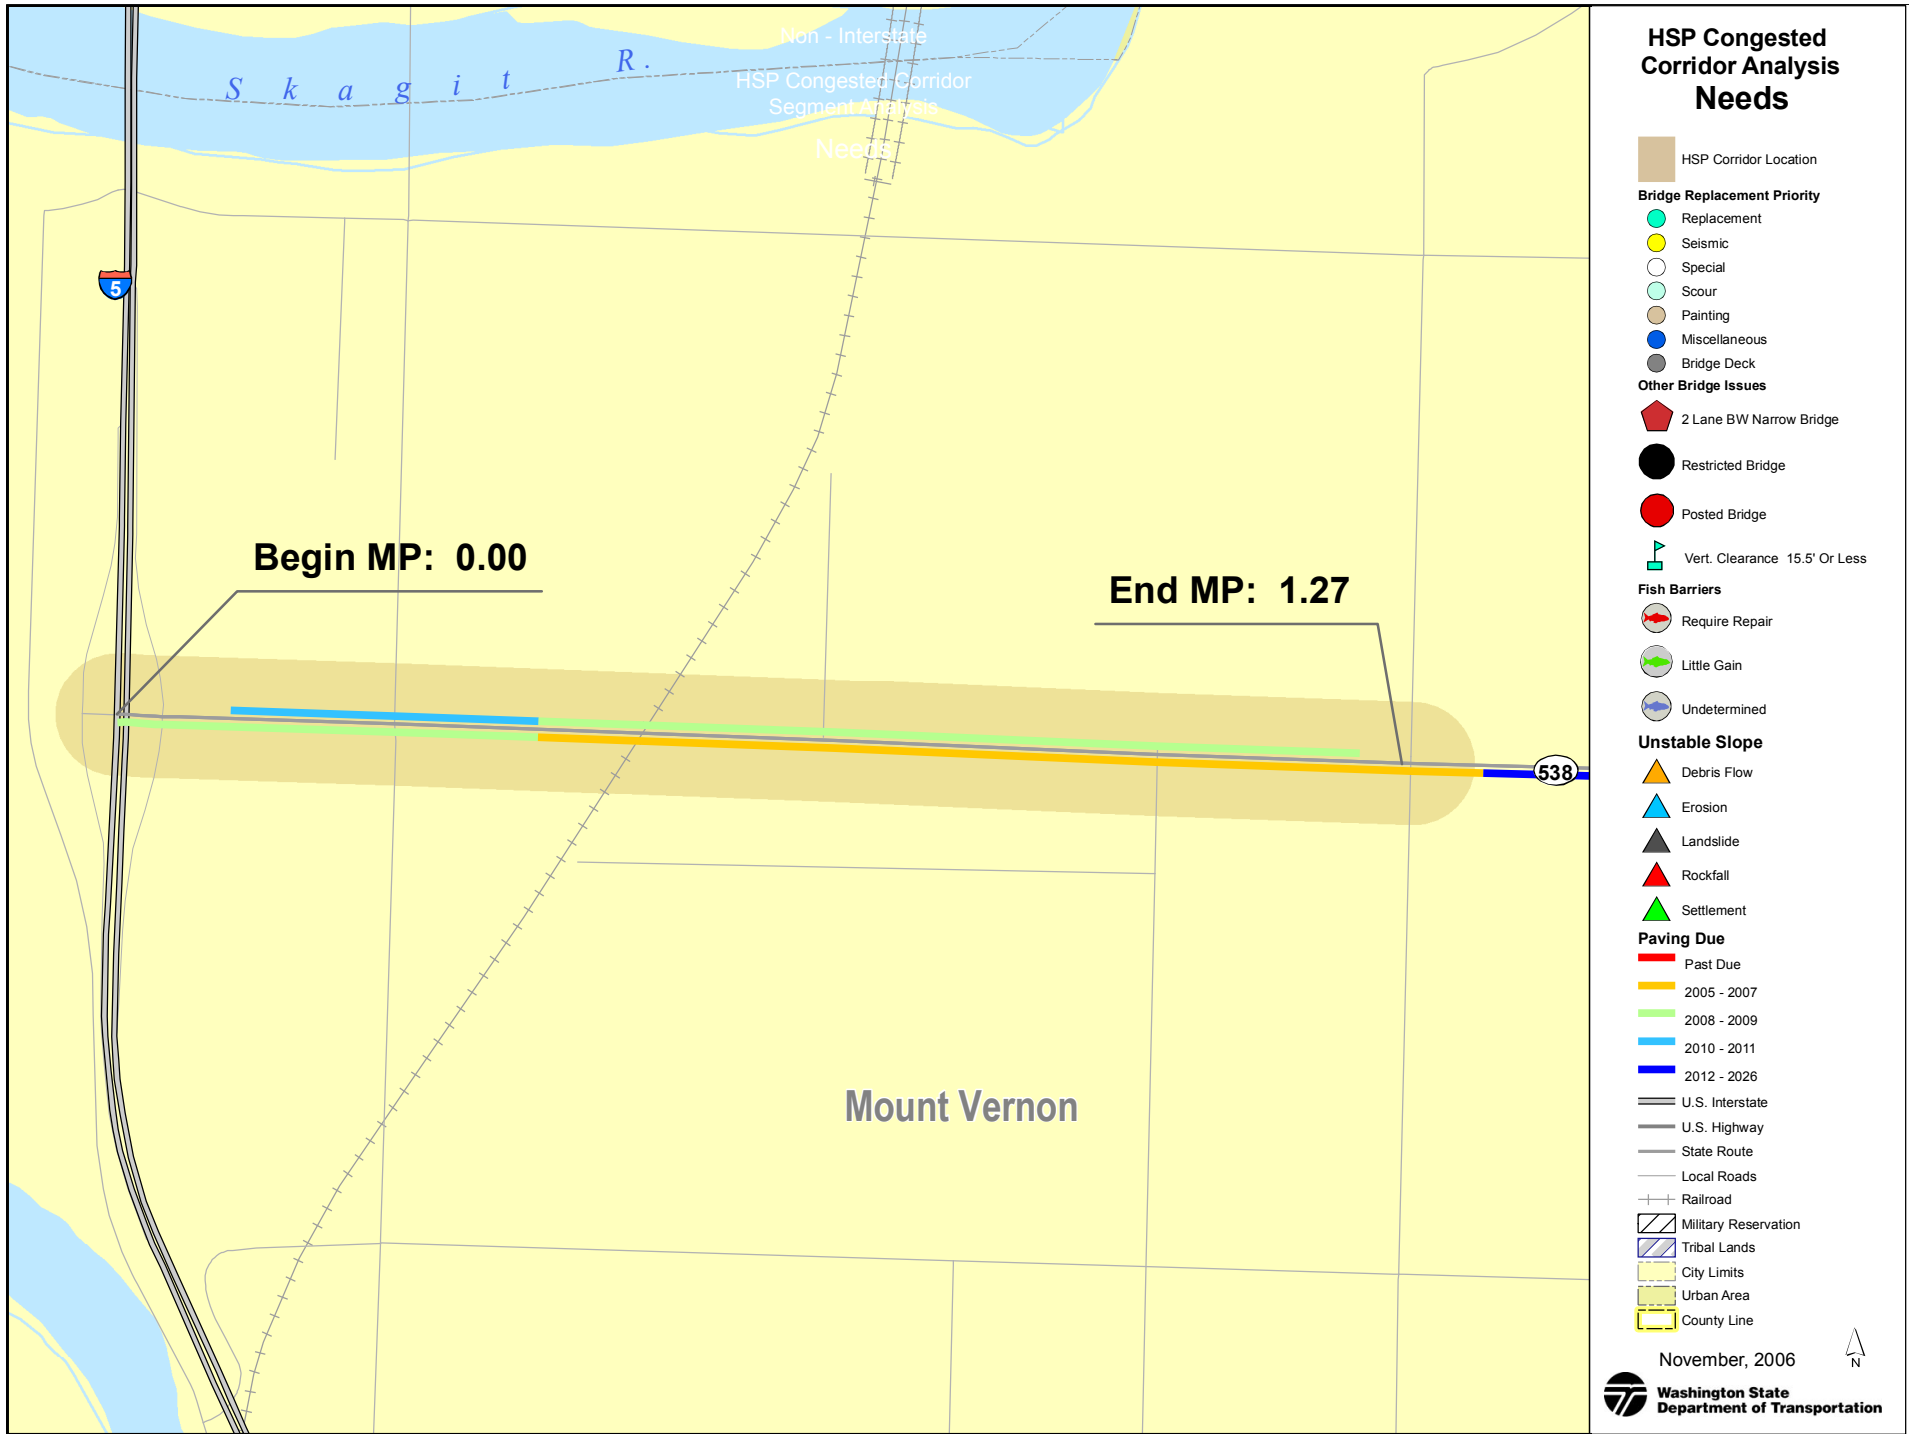 Non - Interstate
HSP Congested Corridor
Segment Analysis
Needs
Skagit R.
5
Begin MP: 0.00
End MP: 1.27
538
Mount Vernon
HSP Congested
Corridor Analysis
Needs
HSP Corridor Location
Bridge Replacement Priority
Replacement
Seismic
Special
Scour
Painting
Miscellaneous
Bridge Deck
Other Bridge Issues
2 Lane BW Narrow Bridge
Restricted Bridge
Posted Bridge
Vert. Clearance 15.5' Or Less
Fish Barriers
Require Repair
Little Gain
Undetermined
Unstable Slope
Debris Flow
Erosion
Landslide
Rockfall
Settlement
Paving Due
Past Due
2005 - 2007
2008 - 2009
2010 - 2011
2012 - 2026
U.S. Interstate
U.S. Highway
State Route
Local Roads
Railroad
Military Reservation
Tribal Lands
City Limits
Urban Area
County Line
November, 2006
N
Washington State
Department of Transportation